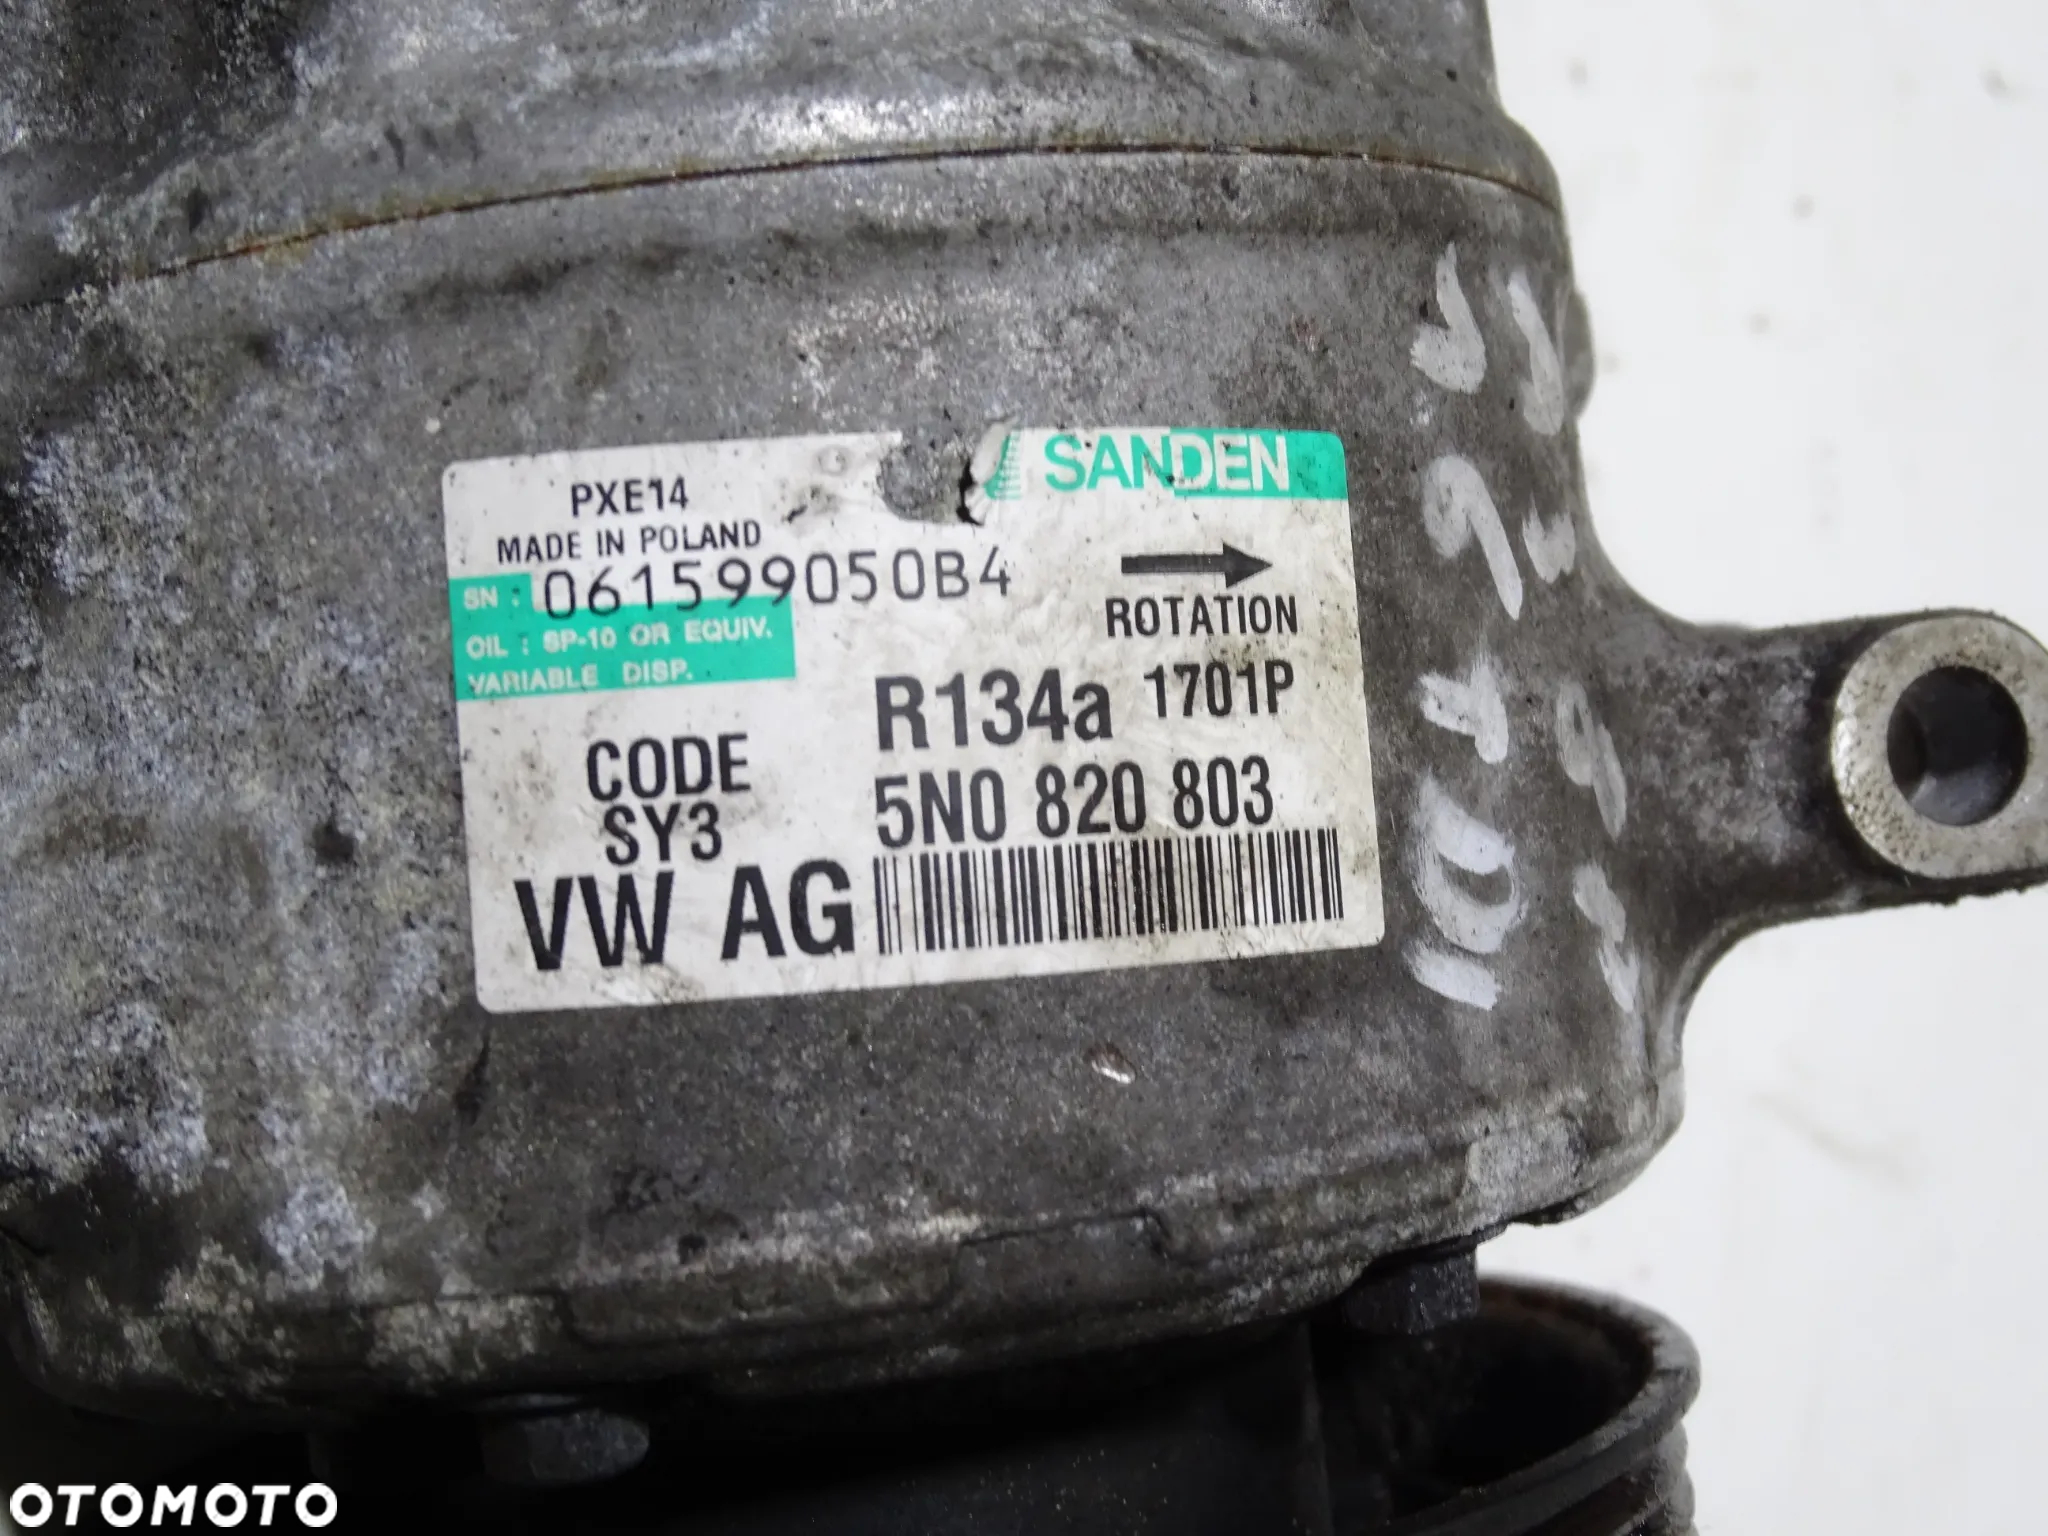 SANDEN
PXE14
MADE IN POLAND
SN : 061599050B4
ROTATION
OIL : SP-10 OR EQUIV.
VARIABLE DISP.
R134a 1701P
CODE
SY3
5N0 820 803
VW AG
OTOMOTO